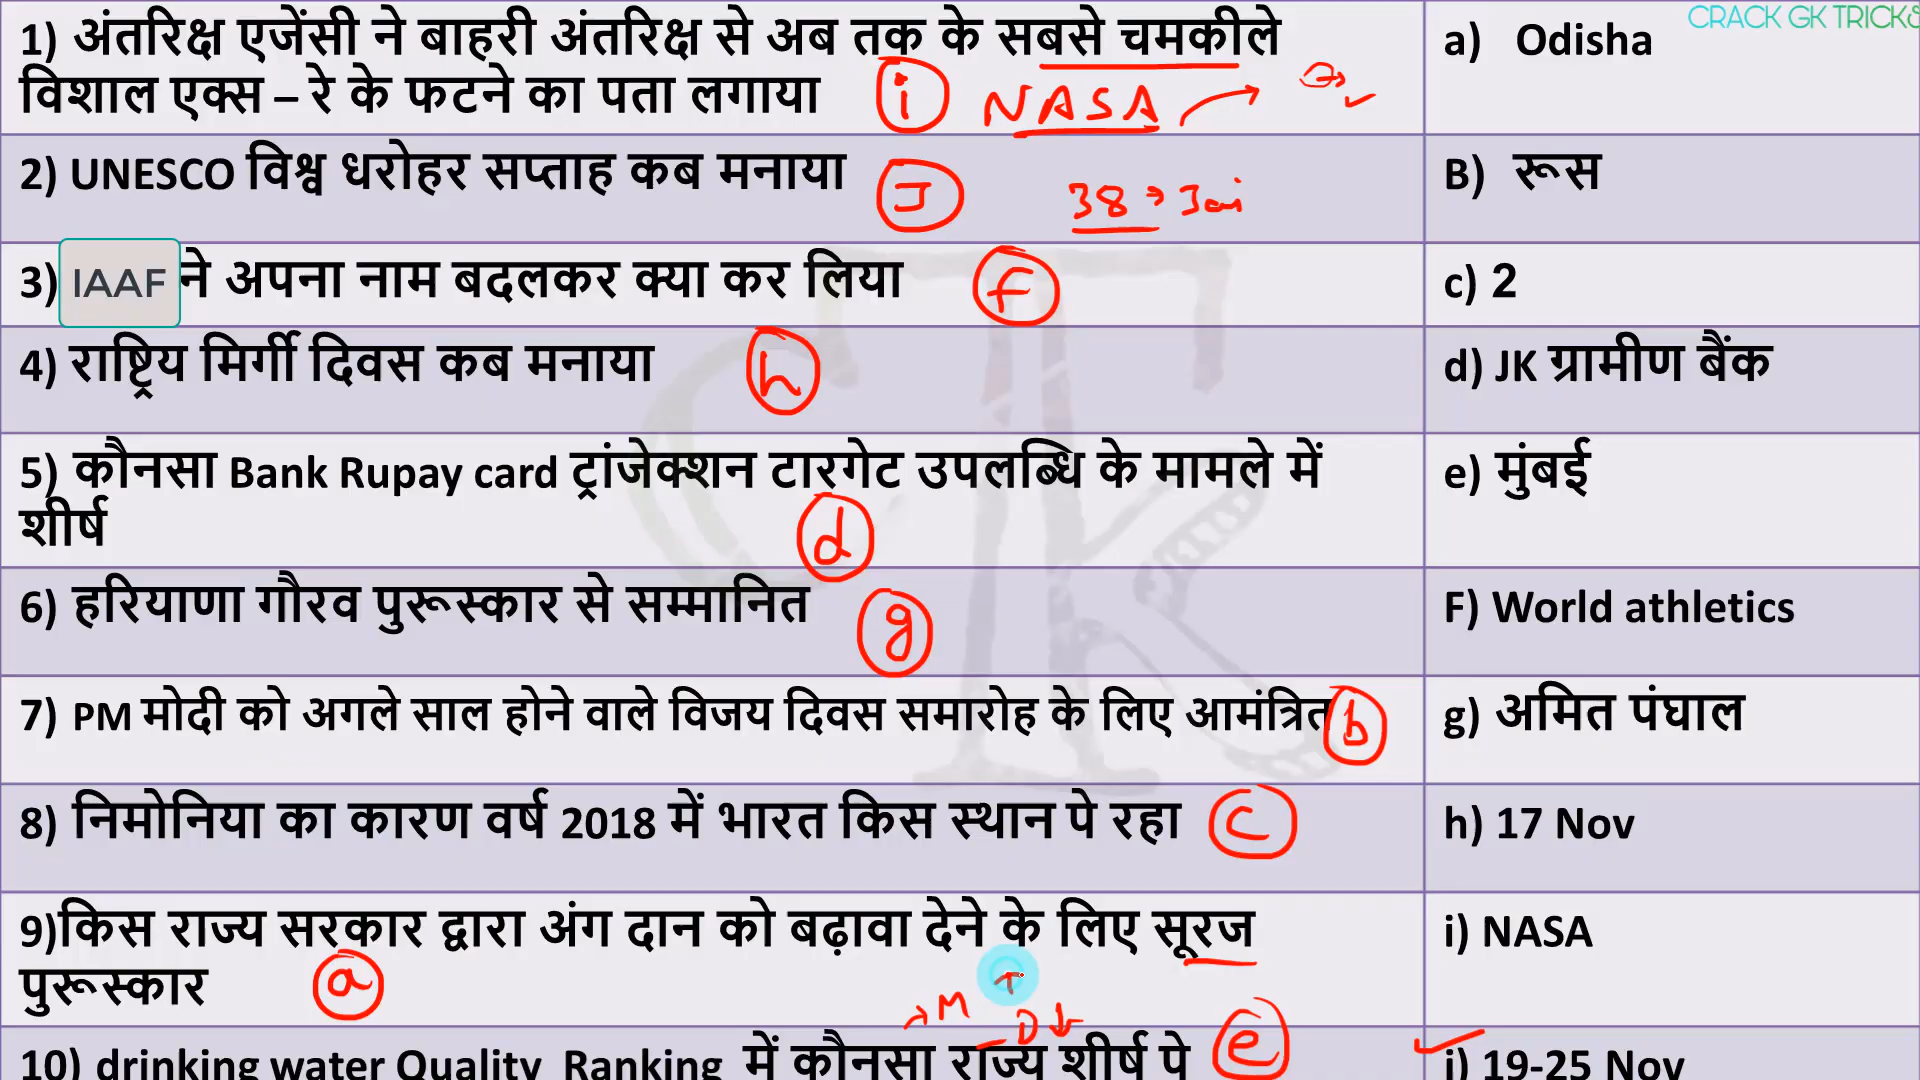 CRACK GK TRICKS
1) अंतरिक्ष एजेंसी ने बाहरी अंतरिक्ष से अब तक के सबसे चमकीले
विशाल एक्स – रे के फटने का पता लगाया
i NASA
a) Odisha
2) UNESCO विश्व धरोहर सप्ताह कब मनाया
J 38
B) रूस
3) IAAF ने अपना नाम बदलकर क्या कर लिया
f
c) 2
4) राष्ट्रिय मिर्गी दिवस कब मनाया
h
d) JK ग्रामीण बैंक
5) कौनसा Bank Rupay card ट्रांजेक्शन टारगेट उपलब्धि के मामले में
शीर्ष
d
e) मुंबई
6) हरियाणा गौरव पुरूस्कार से सम्मानित
g
F) World athletics
7) PM मोदी को अगले साल होने वाले विजय दिवस समारोह के लिए आमंत्रित
b
g) अमित पंघाल
8) निमोनिया का कारण वर्ष 2018 में भारत किस स्थान पे रहा
c
h) 17 Nov
9)किस राज्य सरकार द्वारा अंग दान को बढ़ावा देने के लिए सूरज
पुरूस्कार
a
i) NASA
M D
10) drinking water Quality Ranking में कौनसा राज्य शीर्ष पे
e
j) 19-25 Nov